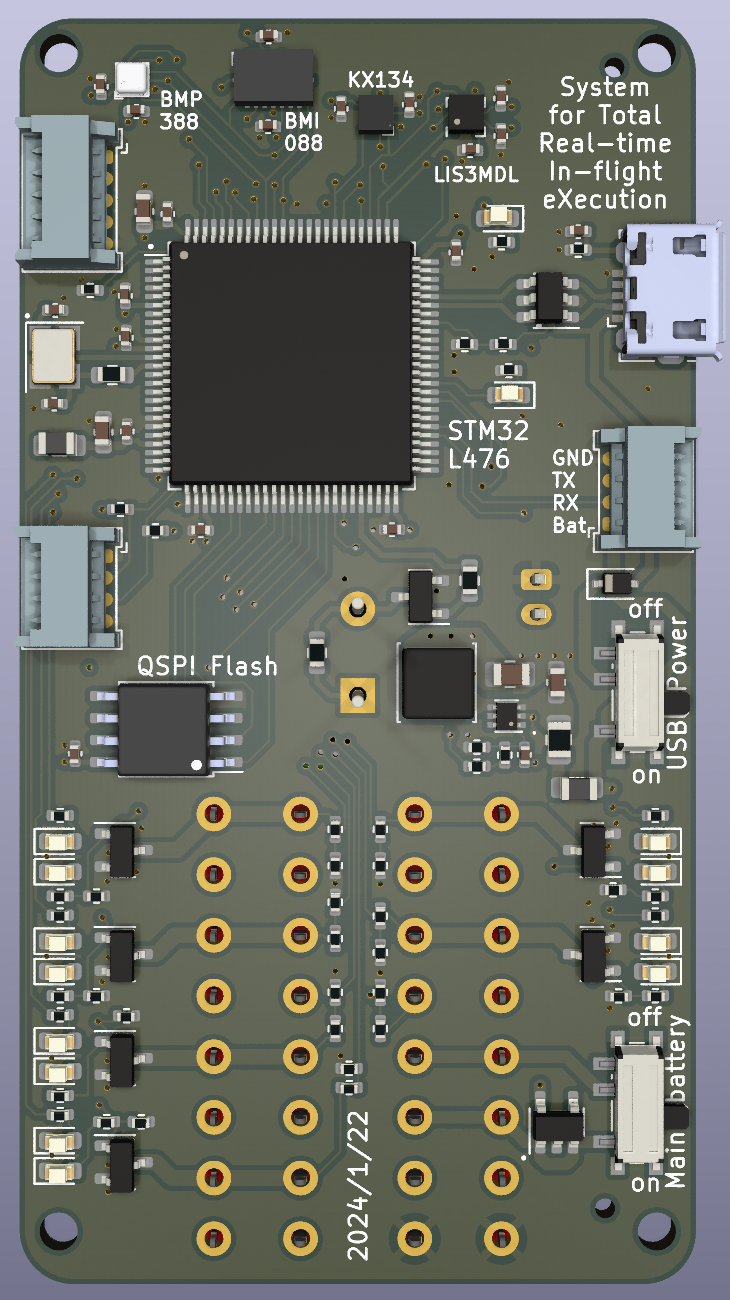 KX134
BMP
388
BMI
088
LIS3MDL
System
for Total
Real-time
In-flight
eXecution
STM32
L476
GND
TX
RX
Bat
QSPI Flash
off
USB Power
on
off
Main battery
on
2024/1/22